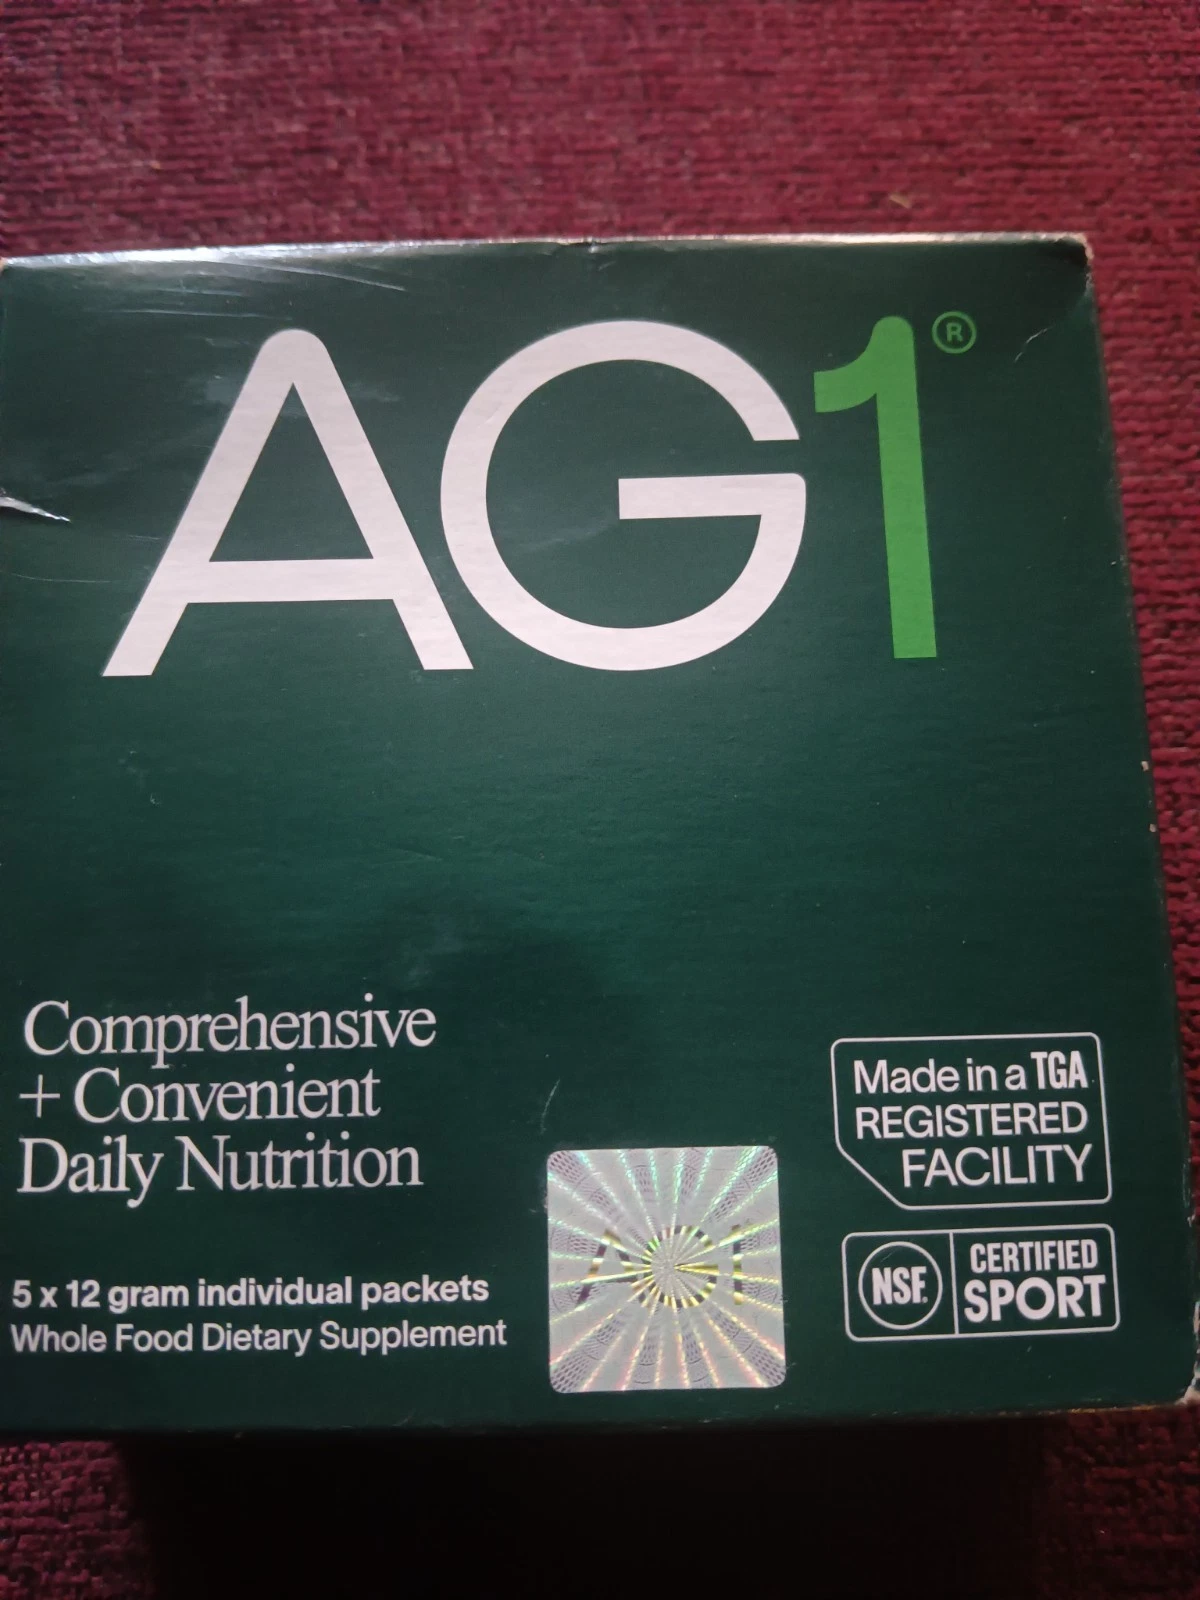 AG1®
Comprehensive
+ Convenient
Daily Nutrition
5 x 12 gram individual packets
Whole Food Dietary Supplement
AG1
Made in a TGA
REGISTERED
FACILITY
NSF.
CERTIFIED
SPORT